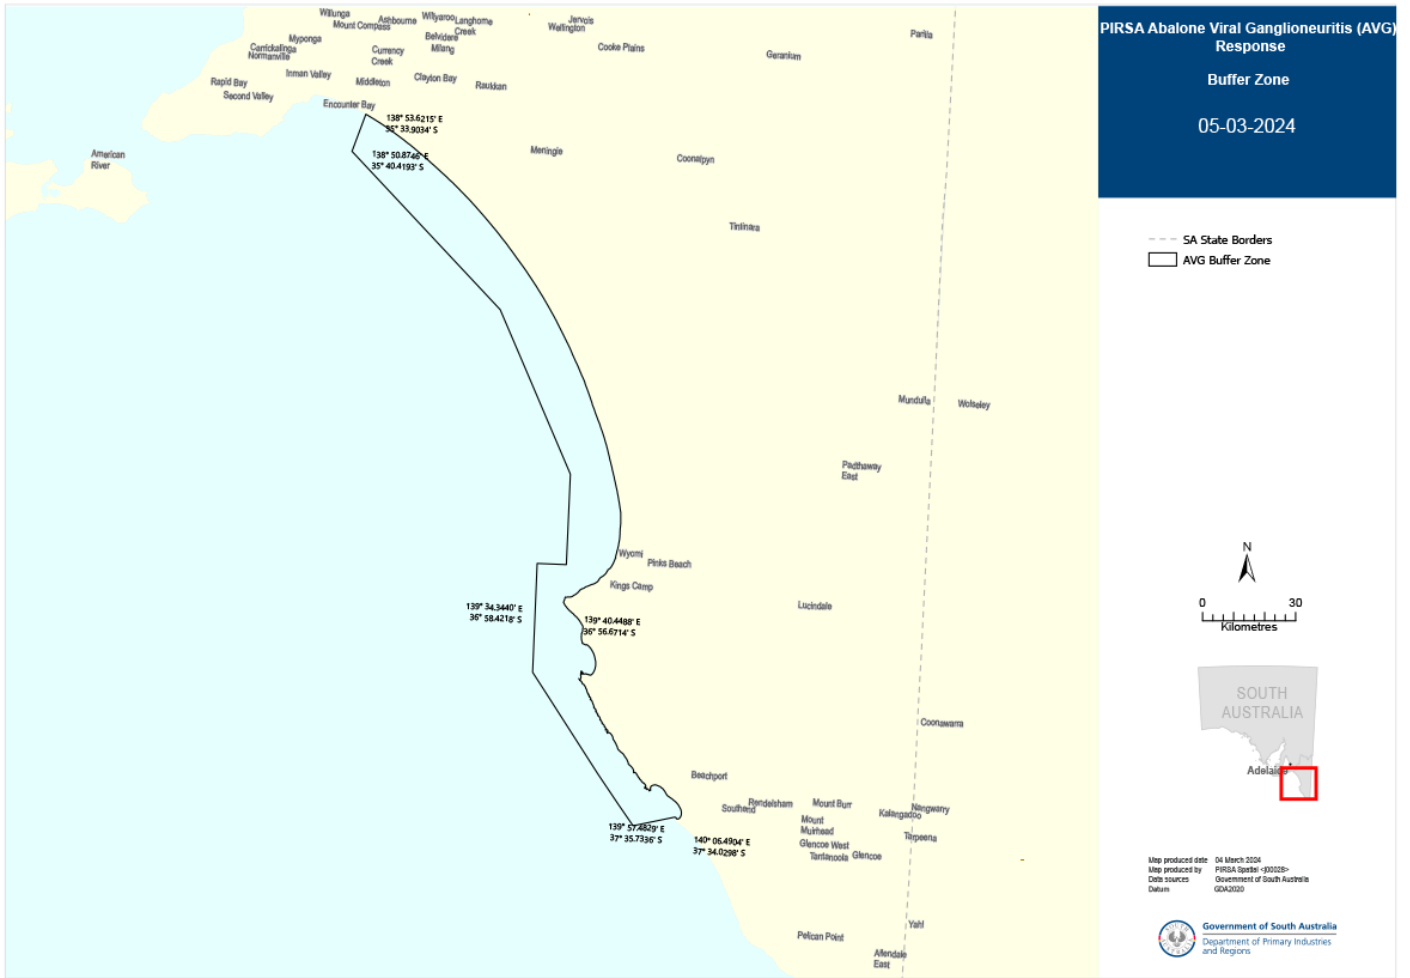 PIRSA Abalone Viral Ganglioneuritis (AVG)
Response
Buffer Zone
05-03-2024
SA State Borders
AVG Buffer Zone
N
0 30
Kilometres
SOUTH
AUSTRALIA
Adelaide
Map produced date 04 March 2024
Map produced by PIRSA Spatial <j00028>
Data sources Government of South Australia
Datum GDA2020
Government of South Australia
Department of Primary Industries
and Regions
Willunga
Mount Compass
Ashbourne
Willyaroo
Langhorne
Creek
Jervois
Wellington
Parilla
Myponga
Belvidere
Milang
Cooke Plains
Geranium
Carrickalinga
Normanville
Currency
Creek
Inman Valley
Middleton
Clayton Bay
Raukkan
Rapid Bay
Second Valley
Encounter Bay
138° 53.6215' E
35° 33.9034' S
138° 50.8746' E
35° 40.4193' S
American
River
Meningie
Coonalpyn
Tintinara
Mundulla
Wolseley
Padthaway
East
Wyomi
Pinks Beach
Kings Camp
Lucindale
139° 34.3440' E
36° 58.4218' S
139° 40.4488' E
36° 56.6714' S
Coonawarra
Beachport
Southend
Rendelsham
Mount Burr
Kalangadoo
Nangwarry
Mount
Muirhead
Tarpeena
Glencoe West
Tantanoola
Glencoe
139° 57.4829' E
37° 35.7336' S
140° 06.4904' E
37° 34.0298' S
Pelican Point
Yahl
Allendale
East